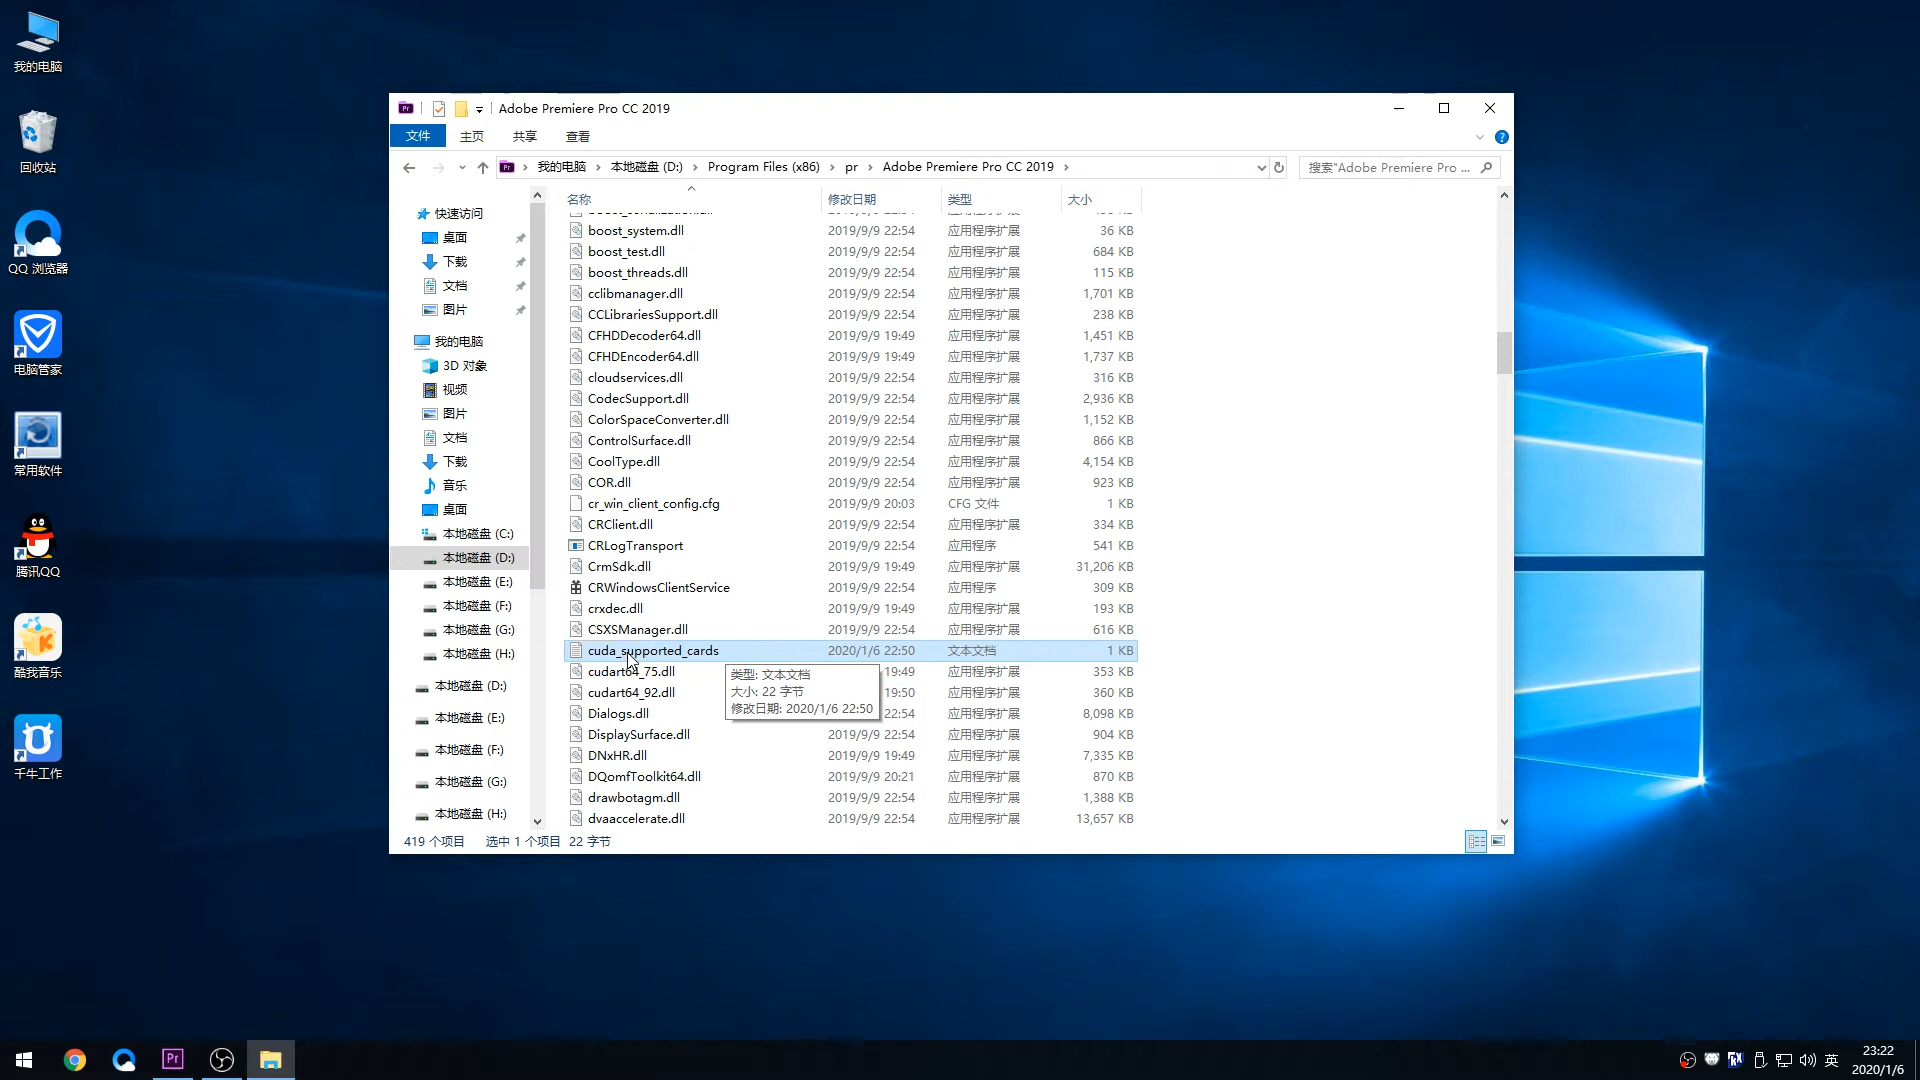 我的电脑
回收站
QQ 浏览器
电脑管家
常用软件
腾讯QQ
酷我音乐
千牛工作
Adobe Premiere Pro CC 2019
文件 主页 共享 查看
我的电脑 本地磁盘 (D:) Program Files (x86) pr Adobe Premiere Pro CC 2019
搜索"Adobe Premiere Pro ...
快速访问
桌面
下载
文档
图片
我的电脑
3D 对象
视频
图片
文档
下载
音乐
桌面
本地磁盘 (C:)
本地磁盘 (D:)
本地磁盘 (E:)
本地磁盘 (F:)
本地磁盘 (G:)
本地磁盘 (H:)
本地磁盘 (D:)
本地磁盘 (E:)
本地磁盘 (F:)
本地磁盘 (G:)
本地磁盘 (H:)
名称 修改日期 类型 大小
boost_system.dll 2019/9/9 22:54 应用程序扩展 36 KB
boost_test.dll 2019/9/9 22:54 应用程序扩展 684 KB
boost_threads.dll 2019/9/9 22:54 应用程序扩展 115 KB
cclibmanager.dll 2019/9/9 22:54 应用程序扩展 1,701 KB
CCLibrariesSupport.dll 2019/9/9 22:54 应用程序扩展 238 KB
CFHDDecoder64.dll 2019/9/9 19:49 应用程序扩展 1,451 KB
CFHDEncoder64.dll 2019/9/9 19:49 应用程序扩展 1,737 KB
cloudservices.dll 2019/9/9 22:54 应用程序扩展 316 KB
CodecSupport.dll 2019/9/9 22:54 应用程序扩展 2,936 KB
ColorSpaceConverter.dll 2019/9/9 22:54 应用程序扩展 1,152 KB
ControlSurface.dll 2019/9/9 22:54 应用程序扩展 866 KB
CoolType.dll 2019/9/9 22:54 应用程序扩展 4,154 KB
COR.dll 2019/9/9 22:54 应用程序扩展 923 KB
cr_win_client_config.cfg 2019/9/9 20:03 CFG 文件 1 KB
CRClient.dll 2019/9/9 22:54 应用程序扩展 334 KB
CRLogTransport 2019/9/9 22:54 应用程序 541 KB
CrmSdk.dll 2019/9/9 19:49 应用程序扩展 31,206 KB
CRWindowsClientService 2019/9/9 22:54 应用程序 309 KB
crxdec.dll 2019/9/9 19:49 应用程序扩展 193 KB
CSXSManager.dll 2019/9/9 22:54 应用程序扩展 616 KB
cuda_supported_cards 2020/1/6 22:50 文本文档 1 KB
cudart64_75.dll 19:49 应用程序扩展 353 KB
cudart64_92.dll 19:50 应用程序扩展 360 KB
Dialogs.dll 22:54 应用程序扩展 8,098 KB
DisplaySurface.dll 2019/9/9 22:54 应用程序扩展 904 KB
DNxHR.dll 2019/9/9 19:49 应用程序扩展 7,335 KB
DQomfToolkit64.dll 2019/9/9 20:21 应用程序扩展 870 KB
drawbotagm.dll 2019/9/9 22:54 应用程序扩展 1,388 KB
dvaaccelerate.dll 2019/9/9 22:54 应用程序扩展 13,657 KB
类型: 文本文档
大小: 22 字节
修改日期: 2020/1/6 22:50
419 个项目 选中 1 个项目 22 字节
Pr
英
23:22
2020/1/6